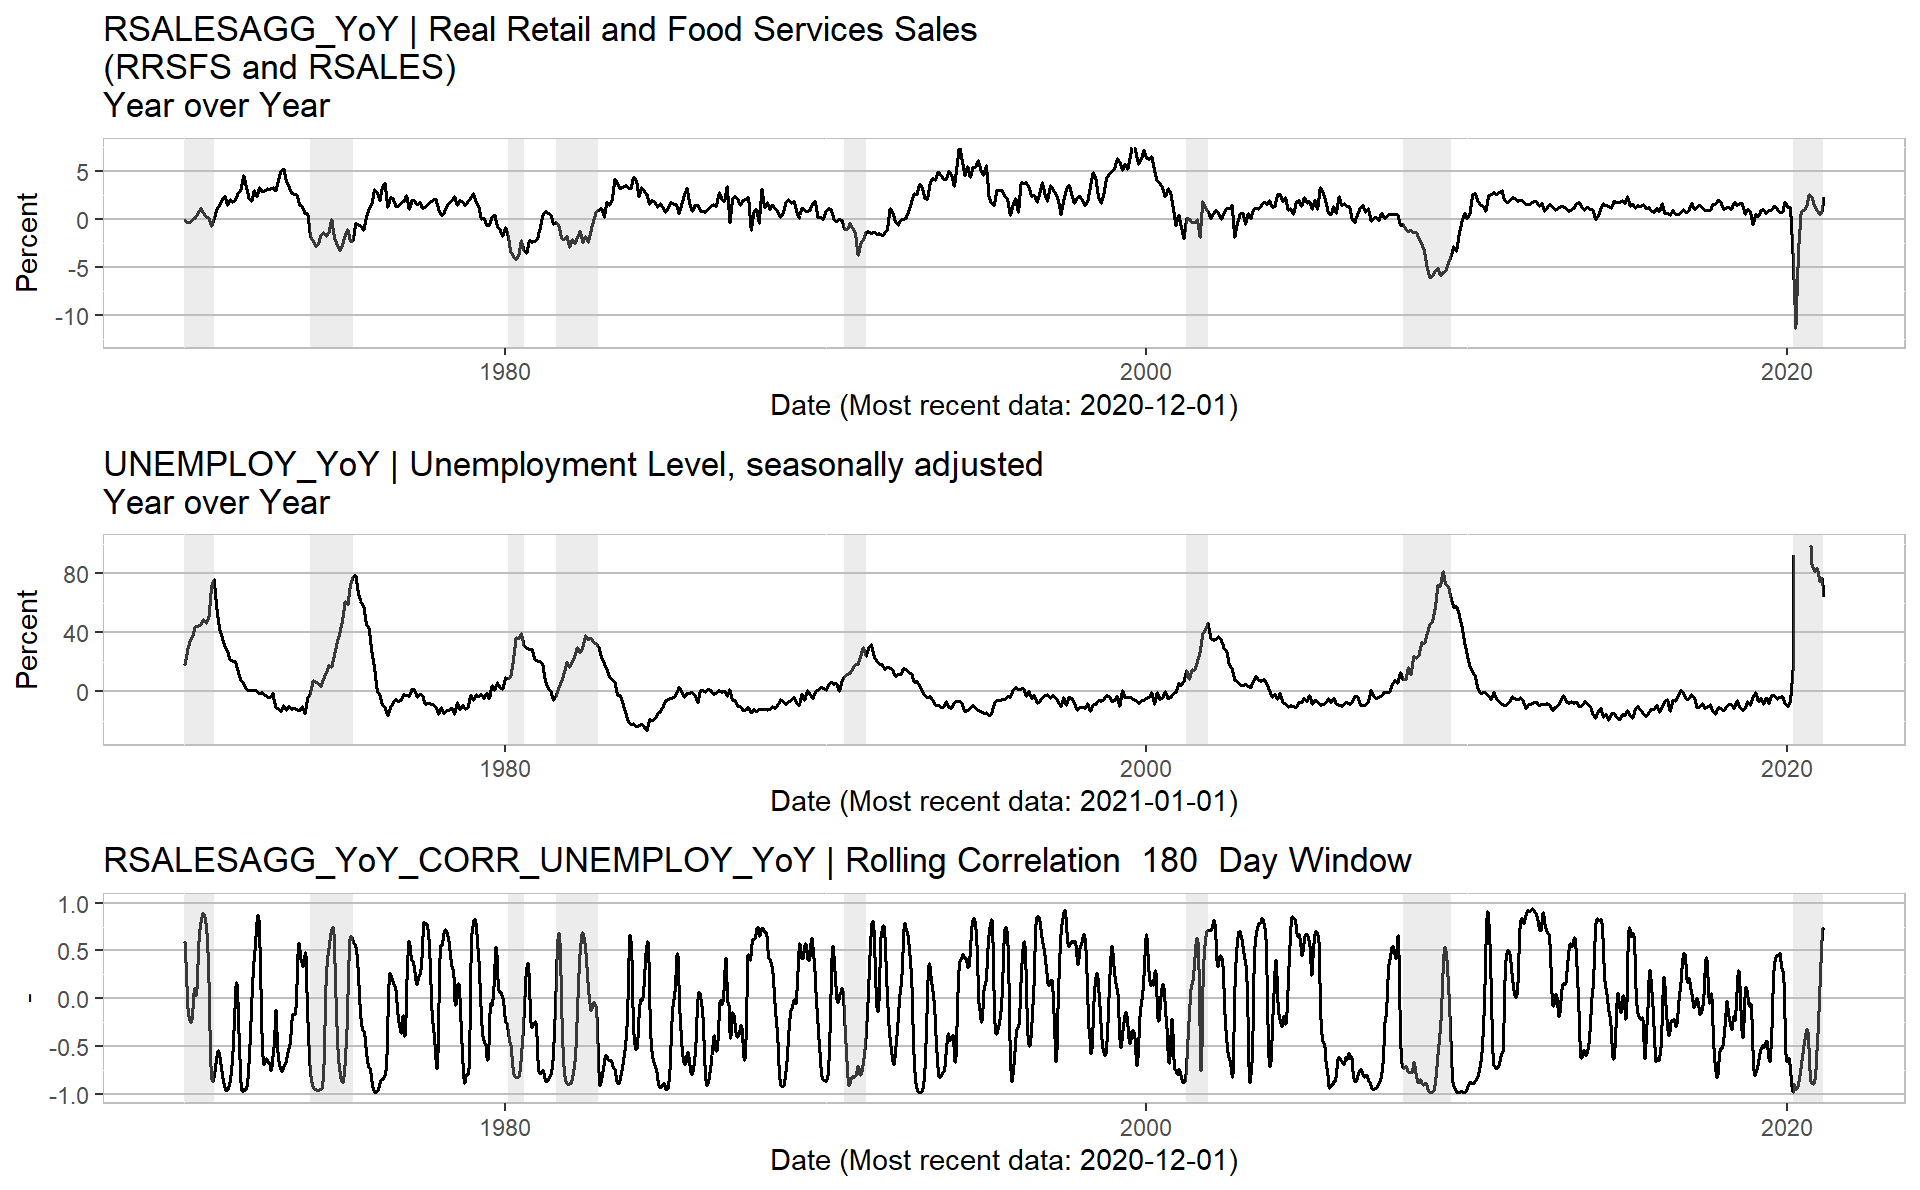 RSALESAGG_YoY | Real Retail and Food Services Sales
(RRSFS and RSALES)
Year over Year
Percent
5
0
-5
-10
1980 2000 2020
Date (Most recent data: 2020-12-01)
UNEMPLOY_YoY | Unemployment Level, seasonally adjusted
Year over Year
Percent
80
40
0
1980 2000 2020
Date (Most recent data: 2021-01-01)
RSALESAGG_YoY_CORR_UNEMPLOY_YoY | Rolling Correlation  180  Day Window
-
1.0
0.5
0.0
-0.5
-1.0
1980 2000 2020
Date (Most recent data: 2020-12-01)